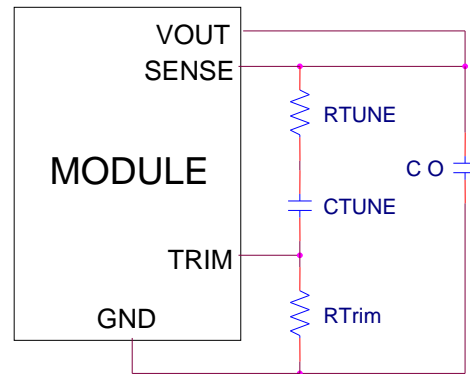 VOUT
SENSE
RTUNE
MODULE
C O
CTUNE
TRIM
GND
RTrim